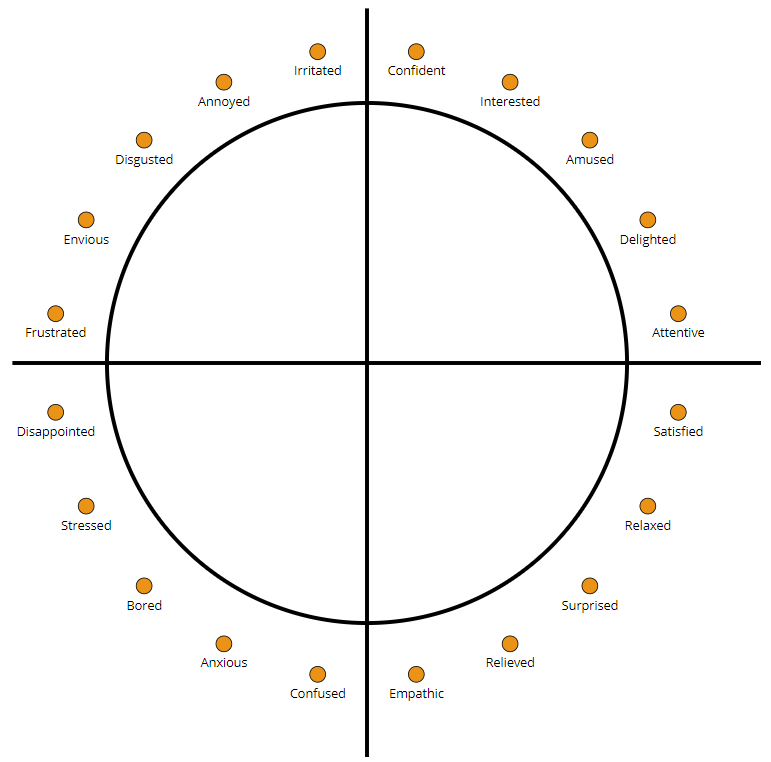 Irritated
Confident
Annoyed
Interested
Disgusted
Amused
Envious
Delighted
Frustrated
Attentive
Disappointed
Satisfied
Stressed
Relaxed
Bored
Surprised
Anxious
Relieved
Confused
Empathic